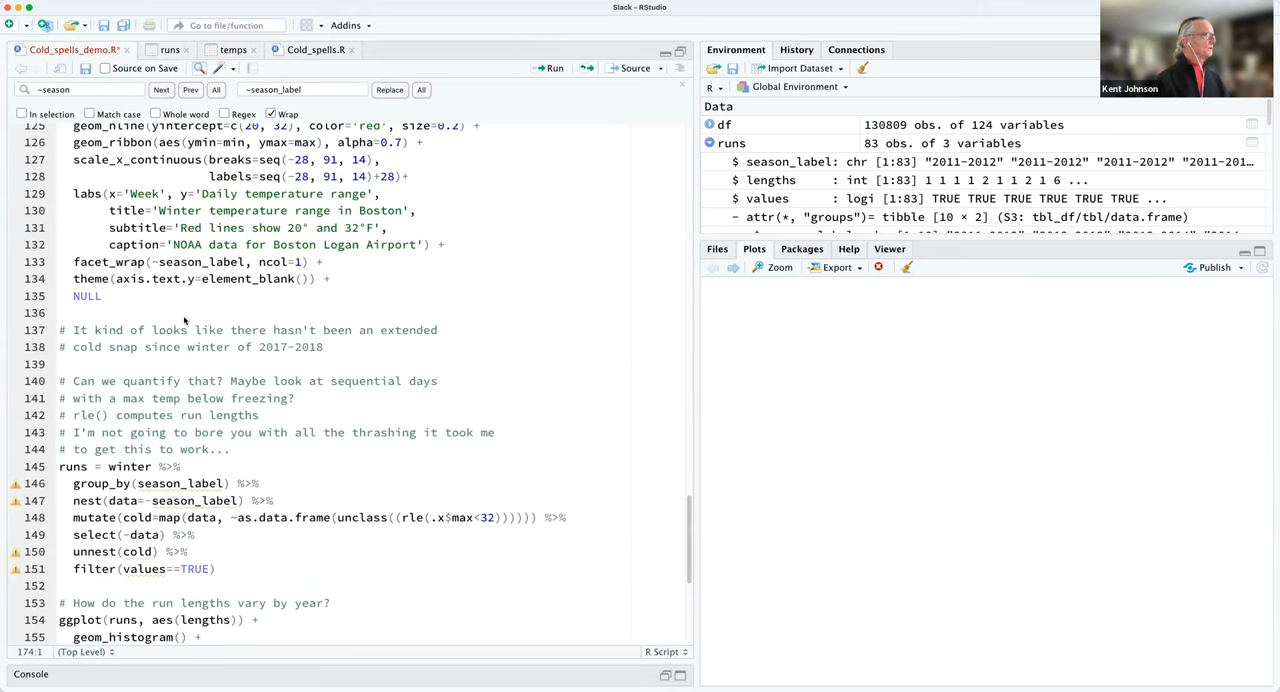 Slack - RStudio
Go to file/function
Addins
Cold_spells_demo.R*
runs
temps
Cold_spells.R
Source on Save
Run
Source
~season
Next
Prev
All
~season_label
Replace
All
In selection
Match case
Whole word
Regex
Wrap
125 geom_hline(yintercept=c(20, 32), color='red', size=0.2) +
126 geom_ribbon(aes(ymin=min, ymax=max), alpha=0.7) +
127 scale_x_continuous(breaks=seq(-28, 91, 14),
128 labels=seq(-28, 91, 14)+28)+
129 labs(x='Week', y='Daily temperature range',
130 title='Winter temperature range in Boston',
131 subtitle='Red lines show 20° and 32°F',
132 caption='NOAA data for Boston Logan Airport') +
133 facet_wrap(~season_label, ncol=1) +
134 theme(axis.text.y=element_blank()) +
135 NULL
136
137 # It kind of looks like there hasn't been an extended
138 # cold snap since winter of 2017-2018
139
140 # Can we quantify that? Maybe look at sequential days
141 # with a max temp below freezing?
142 # rle() computes run lengths
143 # I'm not going to bore you with all the thrashing it took me
144 # to get this to work...
145 runs = winter %>%
146 group_by(season_label) %>%
147 nest(data=-season_label) %>%
148 mutate(cold=map(data, ~as.data.frame(unclass((rle(.x$max<32)))))) %>%
149 select(-data) %>%
150 unnest(cold) %>%
151 filter(values==TRUE)
152
153 # How do the run lengths vary by year?
154 ggplot(runs, aes(lengths)) +
155 geom_histogram() +
174:1
(Top Level)
R Script
Console
Environment
History
Connections
Import Dataset
R
Global Environment
Data
df 130809 obs. of 124 variables
runs 83 obs. of 3 variables
$ season_label: chr [1:83] "2011-2012" "2011-2012" "2011-2012" "2011-201…
$ lengths : int [1:83] 1 1 1 1 2 1 1 2 1 6 ...
$ values : logi [1:83] TRUE TRUE TRUE TRUE TRUE TRUE ...
- attr(*, "groups")= tibble [10 × 2] (S3: tbl_df/tbl/data.frame)
Files
Plots
Packages
Help
Viewer
Zoom
Export
Publish
Kent Johnson